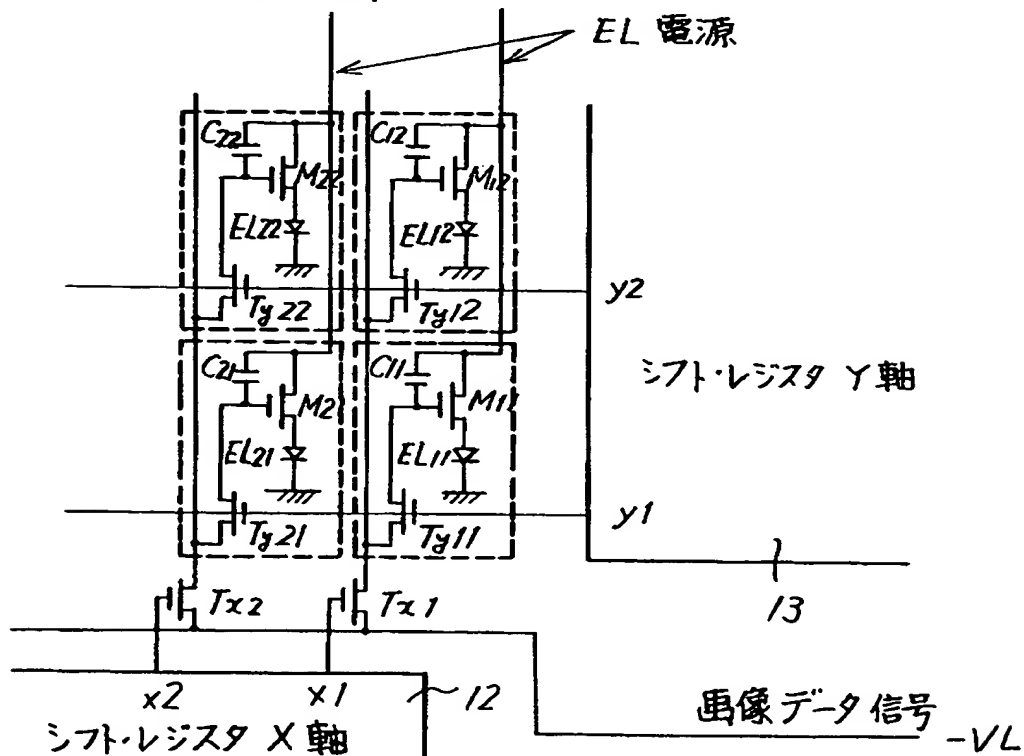 EL 電源
C22
C12
M22
M12
EL22
EL12
y2
Ty22
Ty12
シフト・レジスタ Y 軸
C21
C11
M21
M11
EL21
EL11
y1
Ty21
Ty11
13
Tx2
Tx1
x2
x1
12
画像データ信号
-VL
シフト・レジスタ X 軸